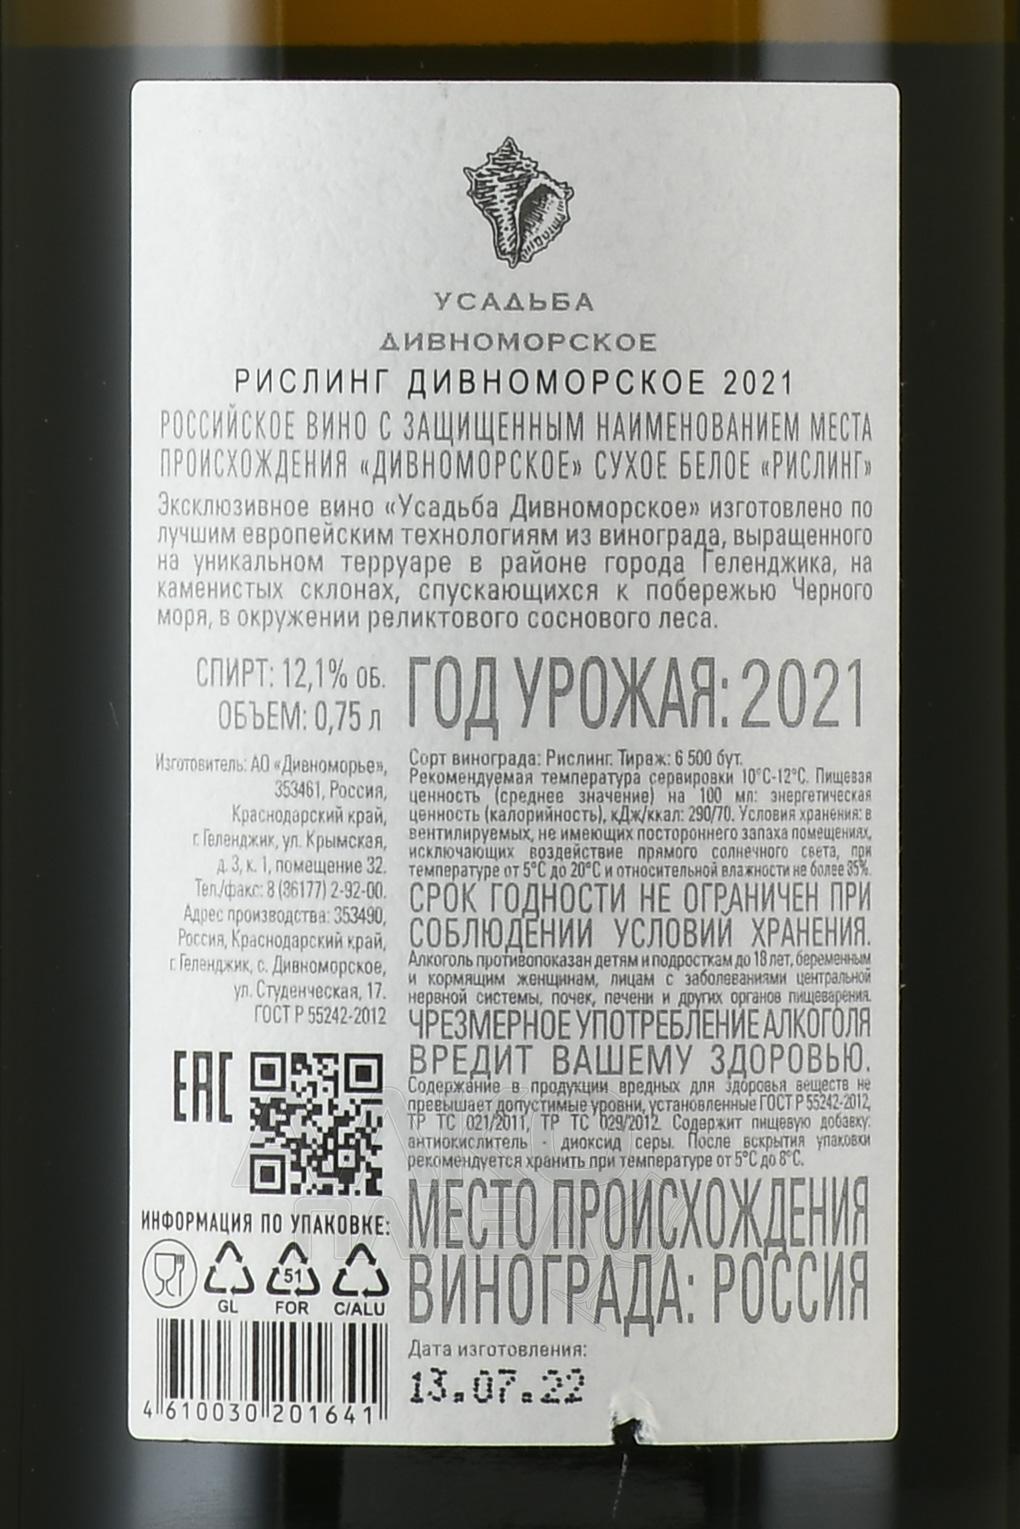 УСАДЬБА
ДИВНОМОРСКОЕ
РИСЛИНГ ДИВНОМОРСКОЕ 2021
РОССИЙСКОЕ ВИНО С ЗАЩИЩЕННЫМ НАИМЕНОВАНИЕМ МЕСТА
ПРОИСХОЖДЕНИЯ «ДИВНОМОРСКОЕ» СУХОЕ БЕЛОЕ «РИСЛИНГ»
Эксклюзивное вино «Усадьба Дивноморское» изготовлено по
лучшим европейским технологиям из винограда, выращенного
на уникальном терруаре в районе города Геленджика, на
каменистых склонах, спускающихся к побережью Черного
моря, в окружении реликтового соснового леса.
СПИРТ: 12,1% ОБ.
ОБЪЕМ: 0,75 Л
ГОД УРОЖАЯ: 2021
Изготовитель: АО «Дивноморье»,
353461, Россия,
Краснодарский край,
г. Геленджик, ул. Крымская,
д. 3, к. 1, помещение 32.
Тел./факс: 8 (86177) 2-92-00.
Адрес производства: 353490,
Россия, Краснодарский край,
г. Геленджик, с. Дивноморское,
ул. Студенческая, 17.
ГОСТ Р 55242-2012
EAC
ИНФОРМАЦИЯ ПО УПАКОВКЕ:
51
GL FOR C/ALU
4 610030 201641
Сорт винограда: Рислинг. Тираж: 6 500 бут.
Рекомендуемая температура сервировки 10°С-12°С. Пищевая
ценность (среднее значение) на 100 мл: энергетическая
ценность (калорийность), кДж/ккал: 290/70. Условия хранения: в
вентилируемых, не имеющих постороннего запаха помещениях,
исключающих воздействие прямого солнечного света, при
температуре от 5°С до 20°С и относительной влажности не более 85%.
СРОК ГОДНОСТИ НЕ ОГРАНИЧЕН ПРИ
СОБЛЮДЕНИИ УСЛОВИЙ ХРАНЕНИЯ.
Алкоголь противопоказан детям и подросткам до 18 лет, беременным
и кормящим женщинам, лицам с заболеваниями центральной
нервной системы, почек, печени и других органов пищеварения.
ЧРЕЗМЕРНОЕ УПОТРЕБЛЕНИЕ АЛКОГОЛЯ
ВРЕДИТ ВАШЕМУ ЗДОРОВЬЮ.
Содержание в продукции вредных для здоровья веществ не
превышает допустимые уровни, установленные ГОСТ Р 55242-2012,
ТР ТС 021/2011, ТР ТС 029/2012. Содержит пищевую добавку:
антиокислитель - диоксид серы. После вскрытия упаковки
рекомендуется хранить при температуре от 5°С до 8°С.
МЕСТО ПРОИСХОЖДЕНИЯ
ВИНОГРАДА: РОССИЯ
Дата изготовления:
13.07.22